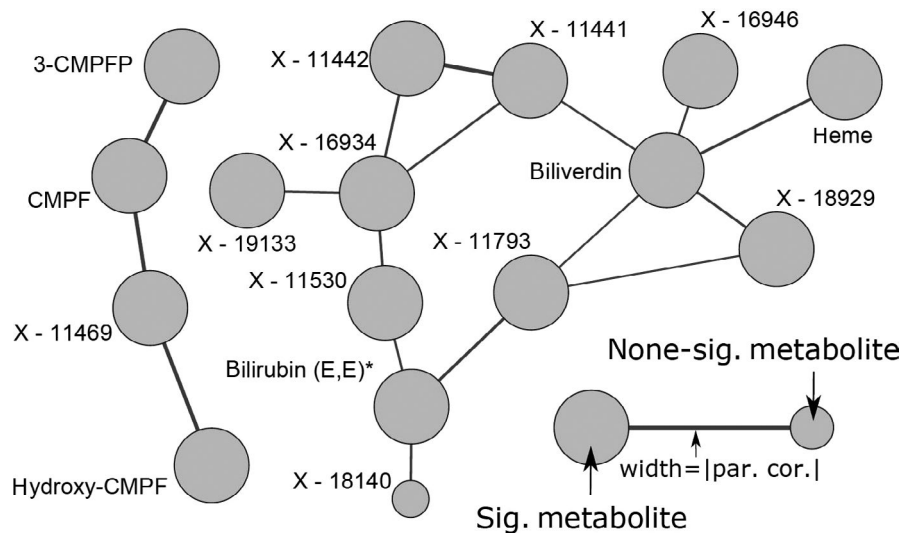 X - 16946
X - 11441
3-CMPFP
X - 11442
Heme
X - 16934
Biliverdin
CMPF
X - 18929
X - 19133
X - 11793
X - 11530
X - 11469
None-sig. metabolite
Bilirubin (E,E)*
width=|par. cor.|
Hydroxy-CMPF
X - 18140
Sig. metabolite